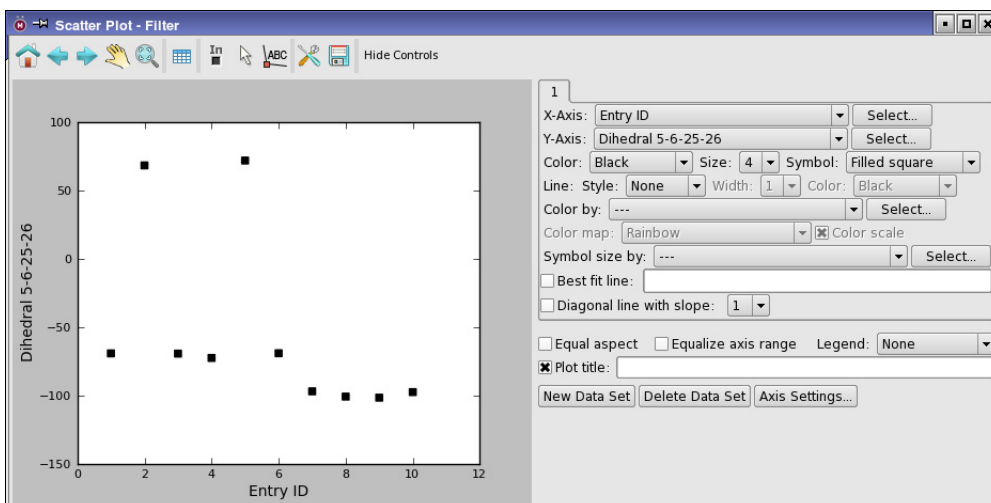 Scatter Plot - Filter
In
ABC
Hide Controls
1
X-Axis: Entry ID Select...
Y-Axis: Dihedral 5-6-25-26 Select...
Color: Black Size: 4 Symbol: Filled square
Line: Style: None Width: 1 Color: Black
Color by: --- Select...
Color map: Rainbow Color scale
Symbol size by: --- Select...
Best fit line:
Diagonal line with slope: 1
Equal aspect Equalize axis range Legend: None
Plot title:
New Data Set Delete Data Set Axis Settings...
Dihedral 5-6-25-26
100
50
0
−50
−100
−150
0 2 4 6 8 10 12
Entry ID